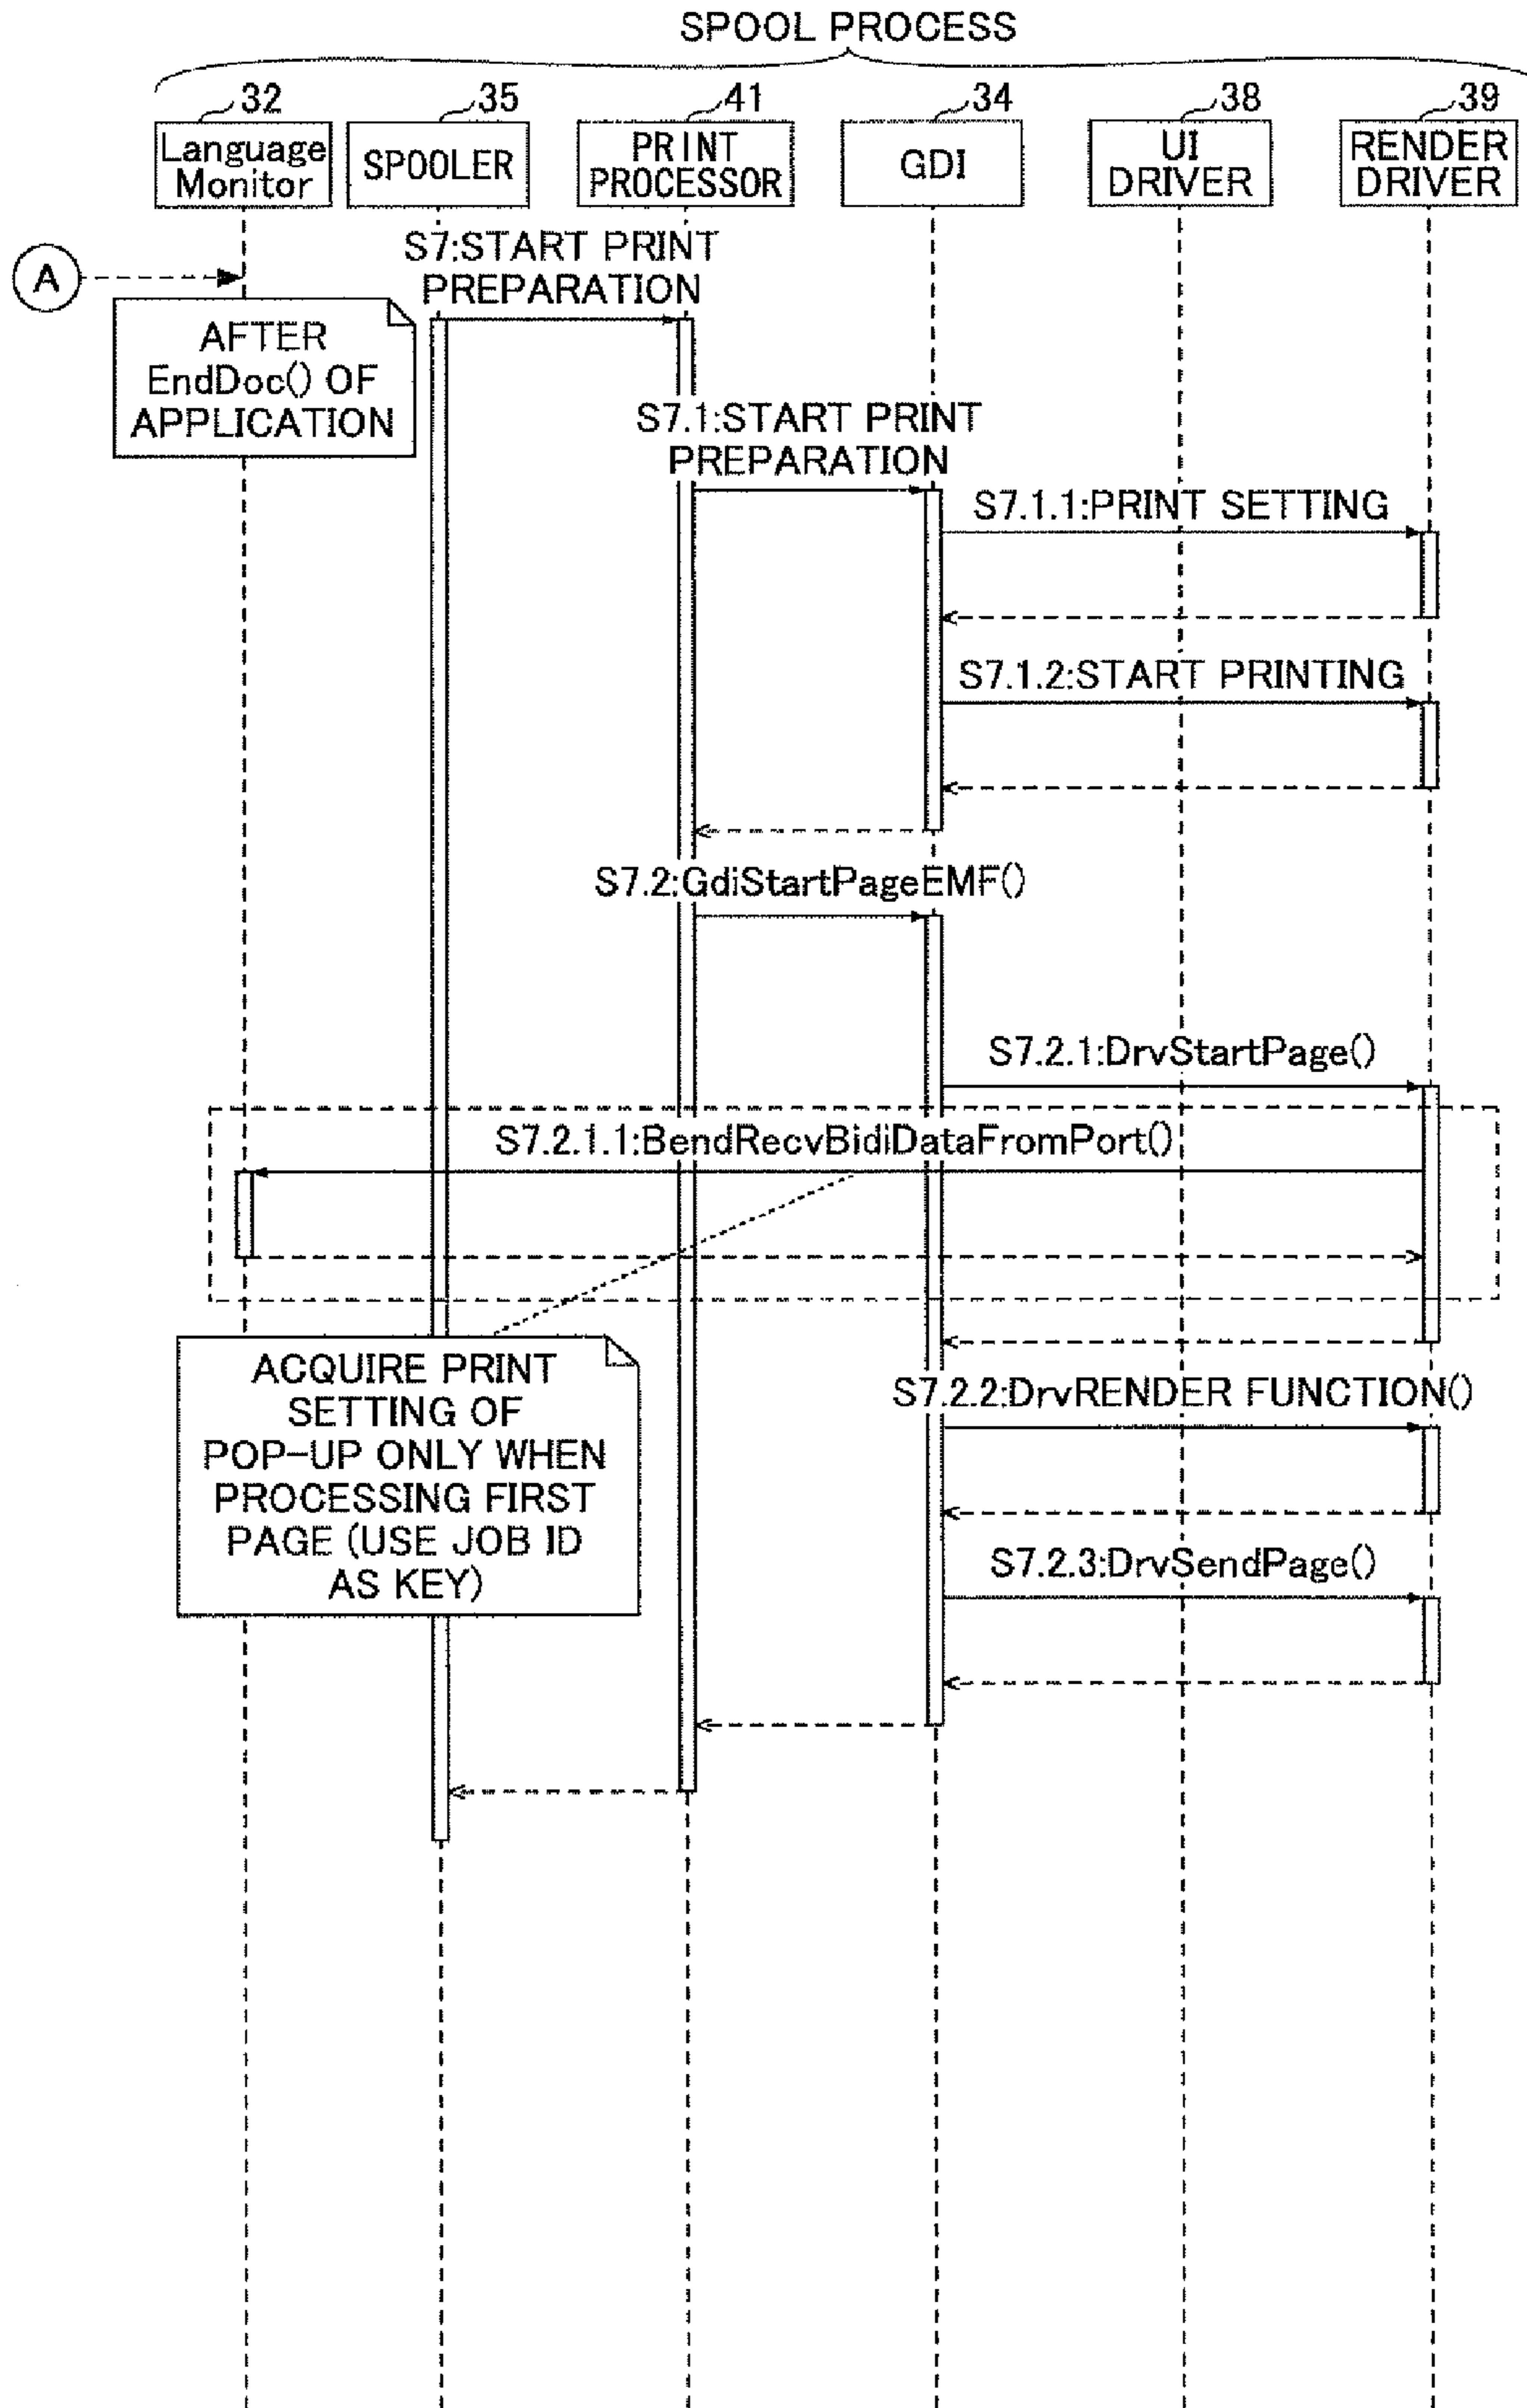 SPOOL PROCESS
32
35
41
34
38
39
Language
Monitor
SPOOLER
PRINT
PROCESSOR
GDI
UI
DRIVER
RENDER
DRIVER
A
S7:START PRINT
PREPARATION
AFTER
EndDoc() OF
APPLICATION
S7.1:START PRINT
PREPARATION
S7.1.1:PRINT SETTING
S7.1.2:START PRINTING
S7.2:GdiStartPageEMF()
S7.2.1:DrvStartPage()
S7.2.1.1:BendRecvBidiDataFromPort()
ACQUIRE PRINT
SETTING OF
POP-UP ONLY WHEN
PROCESSING FIRST
PAGE (USE JOB ID
AS KEY)
S7.2.2:DrvRENDER FUNCTION()
S7.2.3:DrvSendPage()